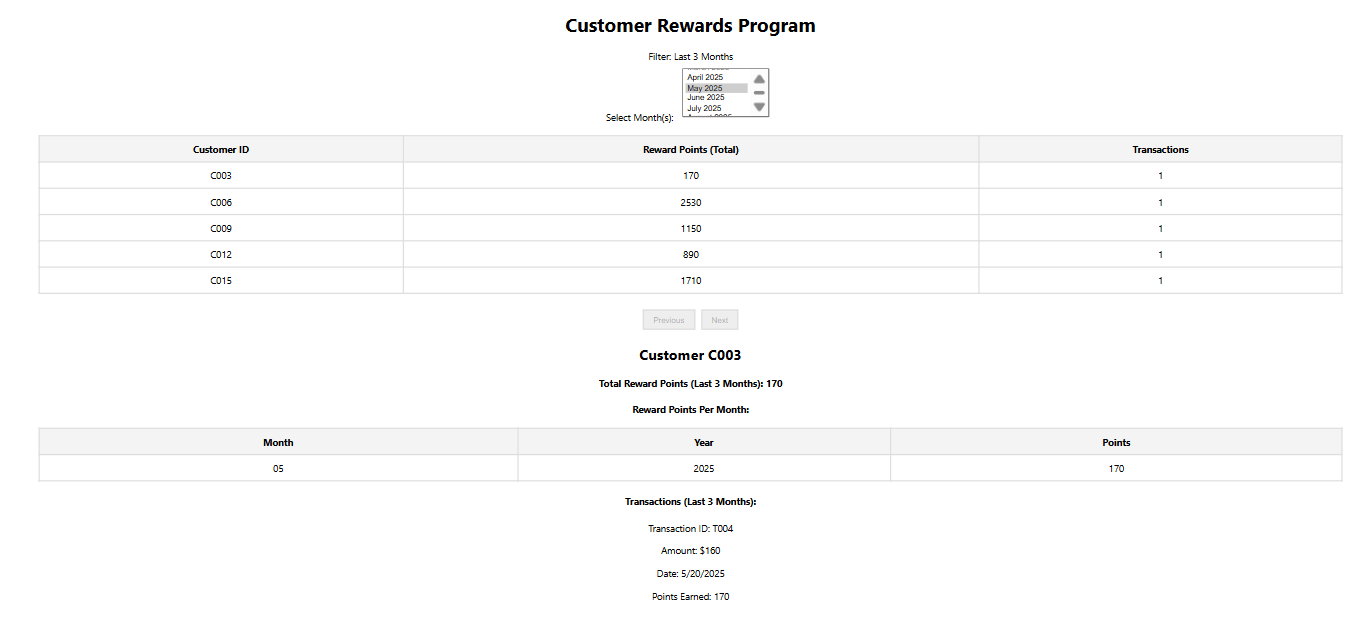 Customer Rewards Program
Filter: Last 3 Months
April 2025
May 2025
June 2025
July 2025
Select Month(s):
Customer ID Reward Points (Total) Transactions
C003 170 1
C006 2530 1
C009 1150 1
C012 890 1
C015 1710 1
Previous Next
Customer C003
Total Reward Points (Last 3 Months): 170
Reward Points Per Month:
Month Year Points
05 2025 170
Transactions (Last 3 Months):
Transaction ID: T004
Amount: $160
Date: 5/20/2025
Points Earned: 170